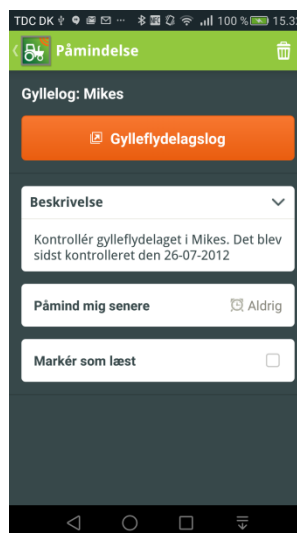 TDC DK 100 % 15.3
Påmindelse
Gyllelog: Mikes
Gylleflydelagslog
Beskrivelse
Kontrollér gylleflydelaget i Mikes. Det blev
sidst kontrolleret den 26-07-2012
Påmind mig senere Aldrig
Markér som læst